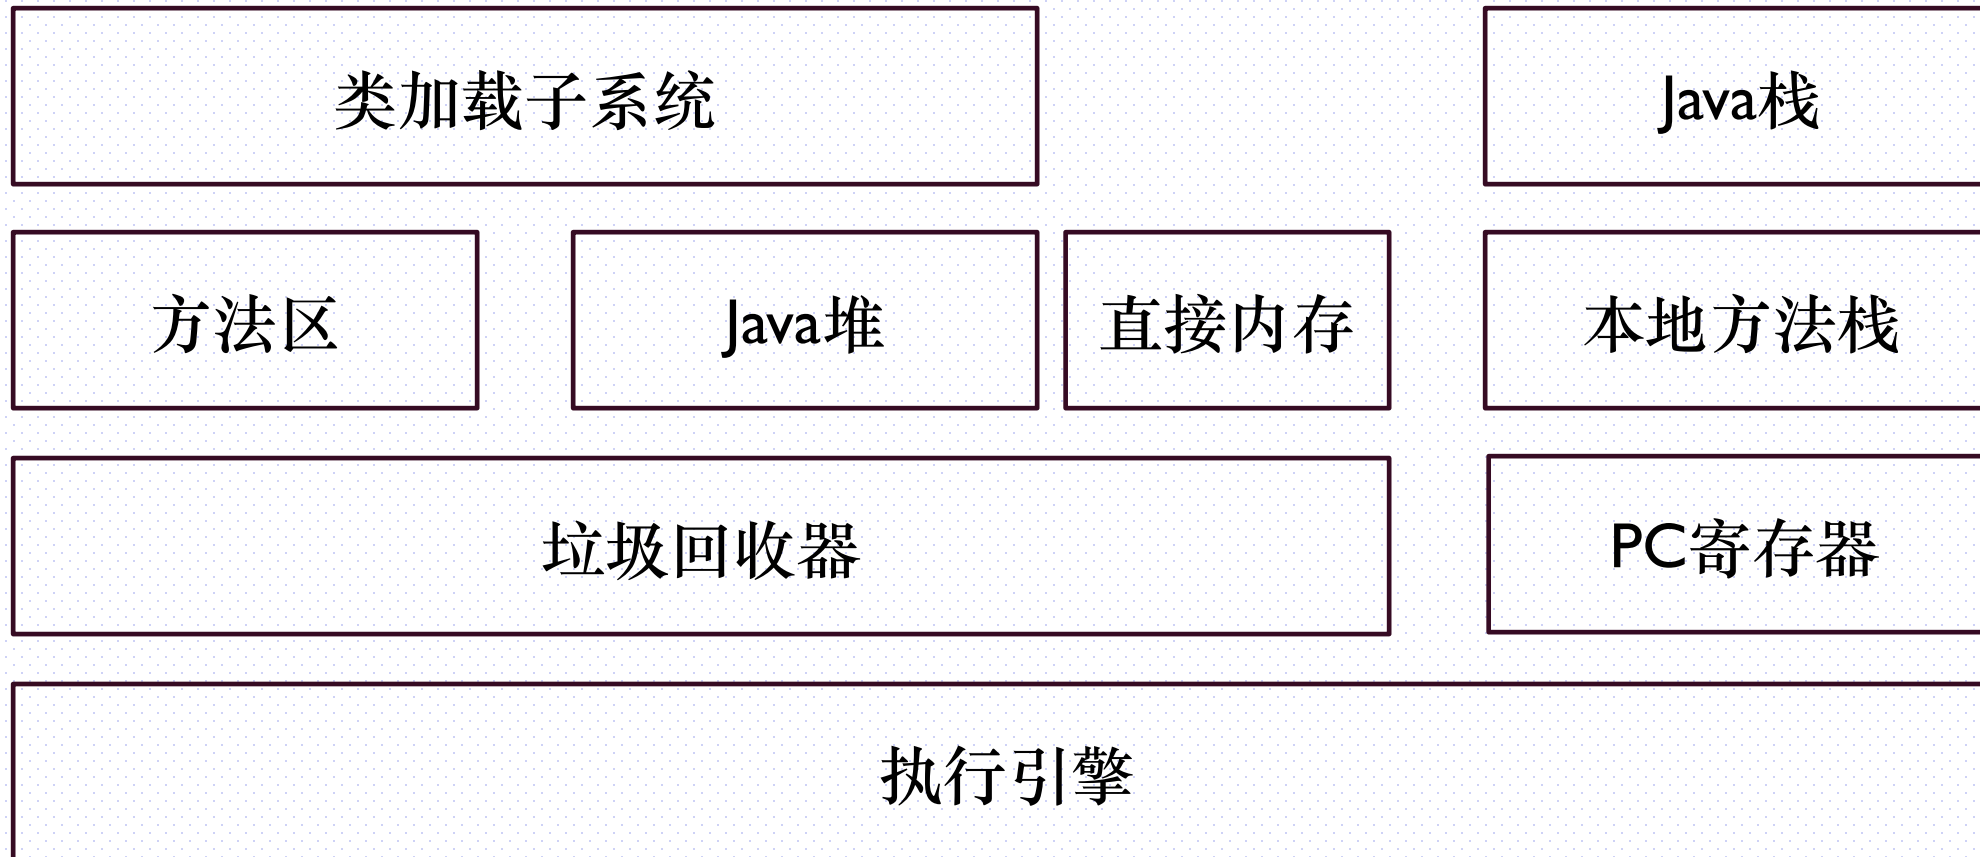 类加载子系统
Java栈
方法区
Java堆
直接内存
本地方法栈
垃圾回收器
PC寄存器
执行引擎